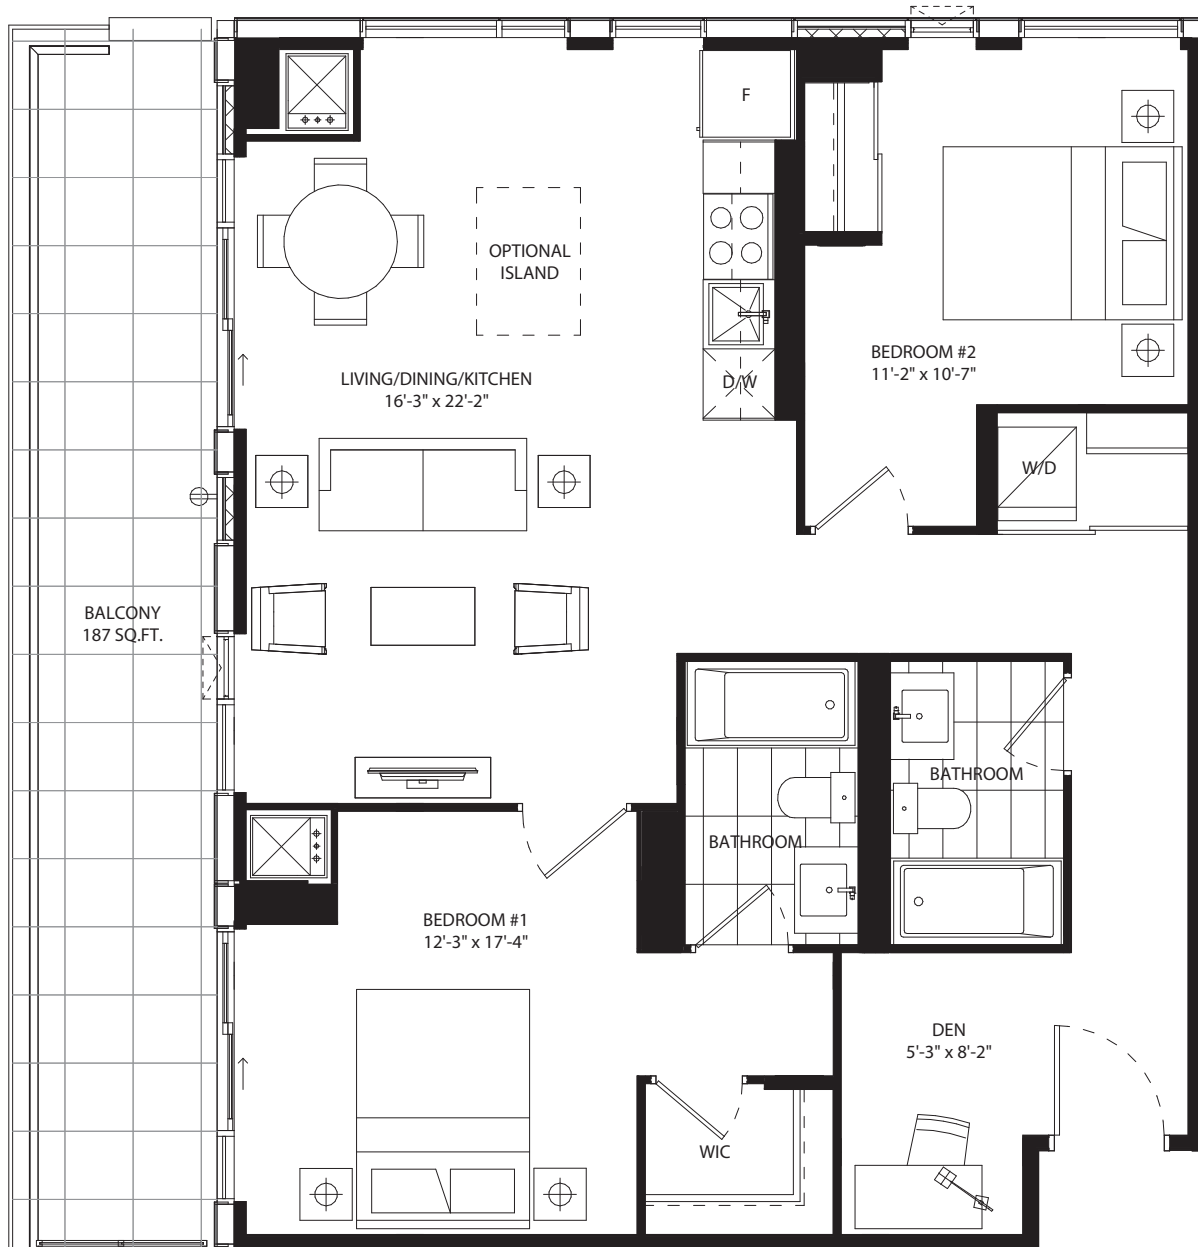 F
OPTIONAL
ISLAND
BEDROOM #2
11'-2" x 10'-7"
LIVING/DINING/KITCHEN
16'-3" x 22'-2"
D/W
W/D
BALCONY
187 SQ.FT.
BATHROOM
BATHROOM
BEDROOM #1
12'-3" x 17'-4"
DEN
5'-3" x 8'-2"
WIC